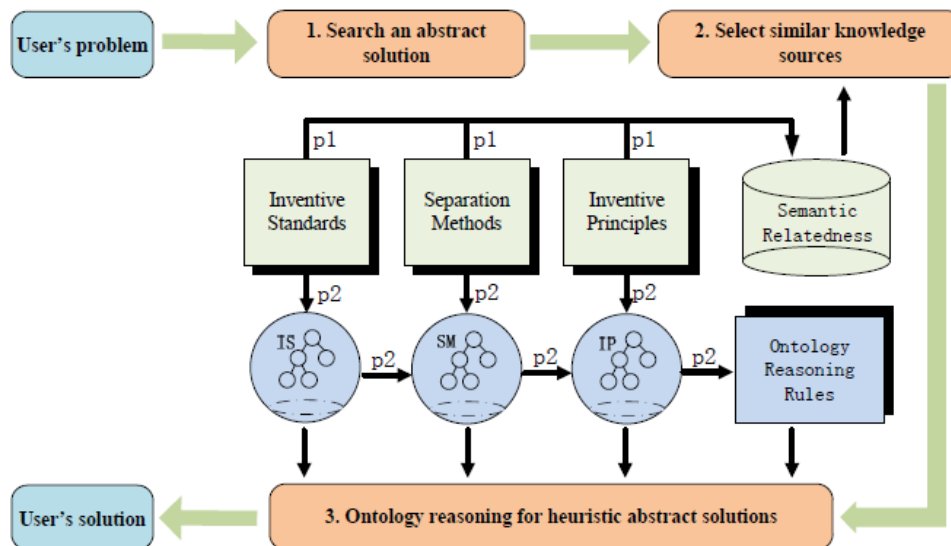 User's problem
1. Search an abstract
solution
2. Select similar knowledge
sources
p1
p1
p1
Inventive
Standards
Separation
Methods
Inventive
Principles
Semantic
Relatedness
p2
p2
p2
IS
p2
SM
p2
IP
p2
Ontology
Reasoning
Rules
User's solution
3. Ontology reasoning for heuristic abstract solutions